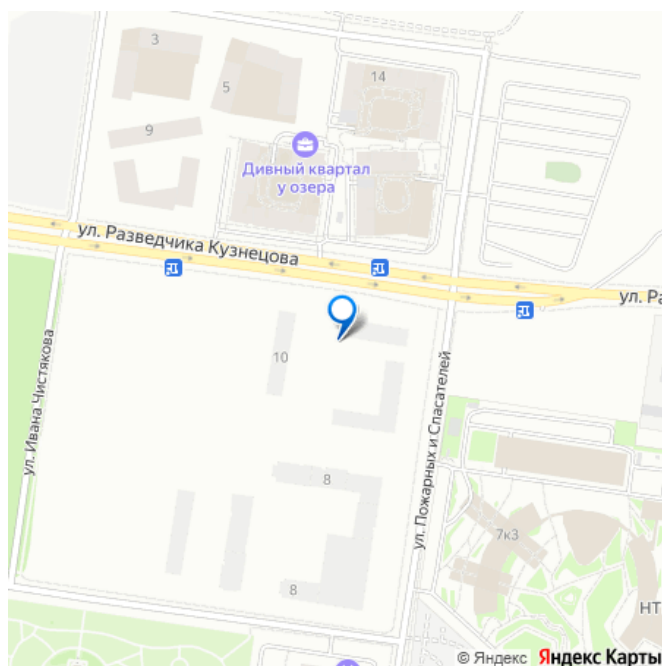 3
5
14
9
Дивный квартал
у озера
ул. Разведчика Кузнецова
ул. Ра
ул. Ивана Чистякова
10
ул. Пожарных и Спасателей
8
7к3
8
НТ
© Яндекс Яндекс Карты